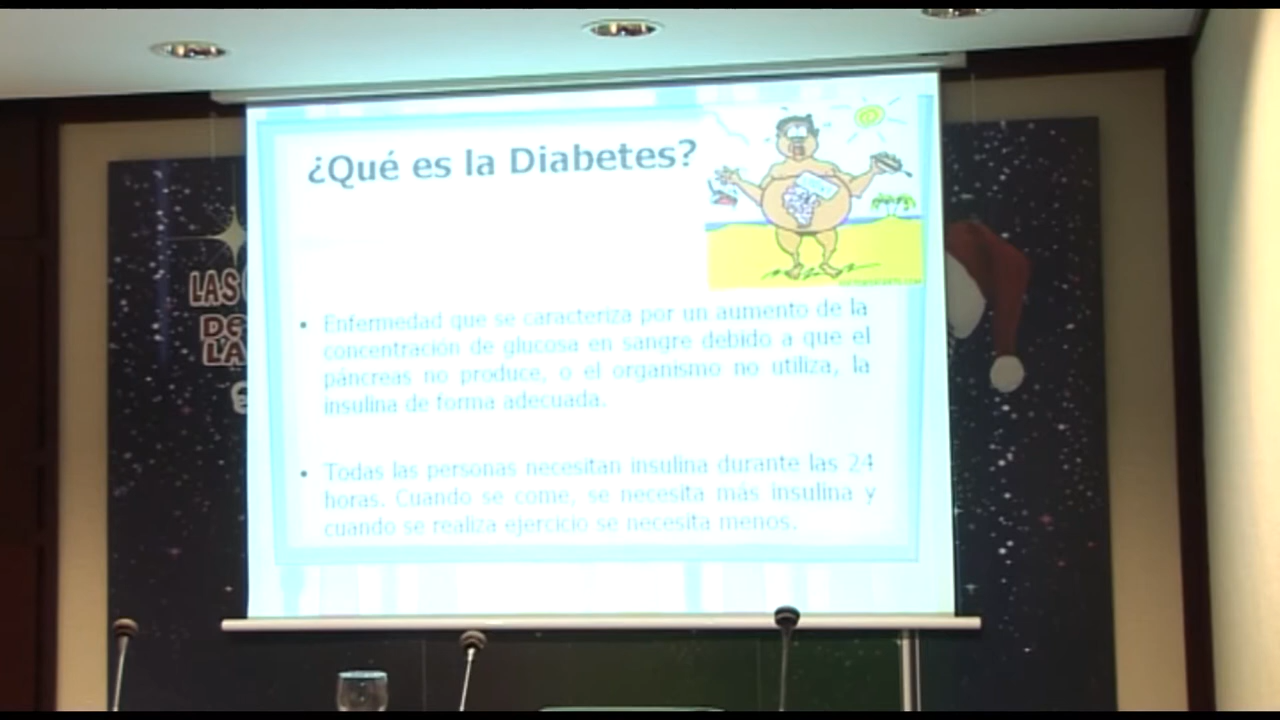 ¿Qué es la Diabetes?
• Enfermedad que se caracteriza por un aumento de la
concentración de glucosa en sangre debido a que el
páncreas no produce, o el organismo no utiliza, la
insulina de forma adecuada.
• Todas las personas necesitan insulina durante las 24
horas. Cuando se come, se necesita más insulina y
cuando se realiza ejercicio se necesita menos.
LAS
DE
LA